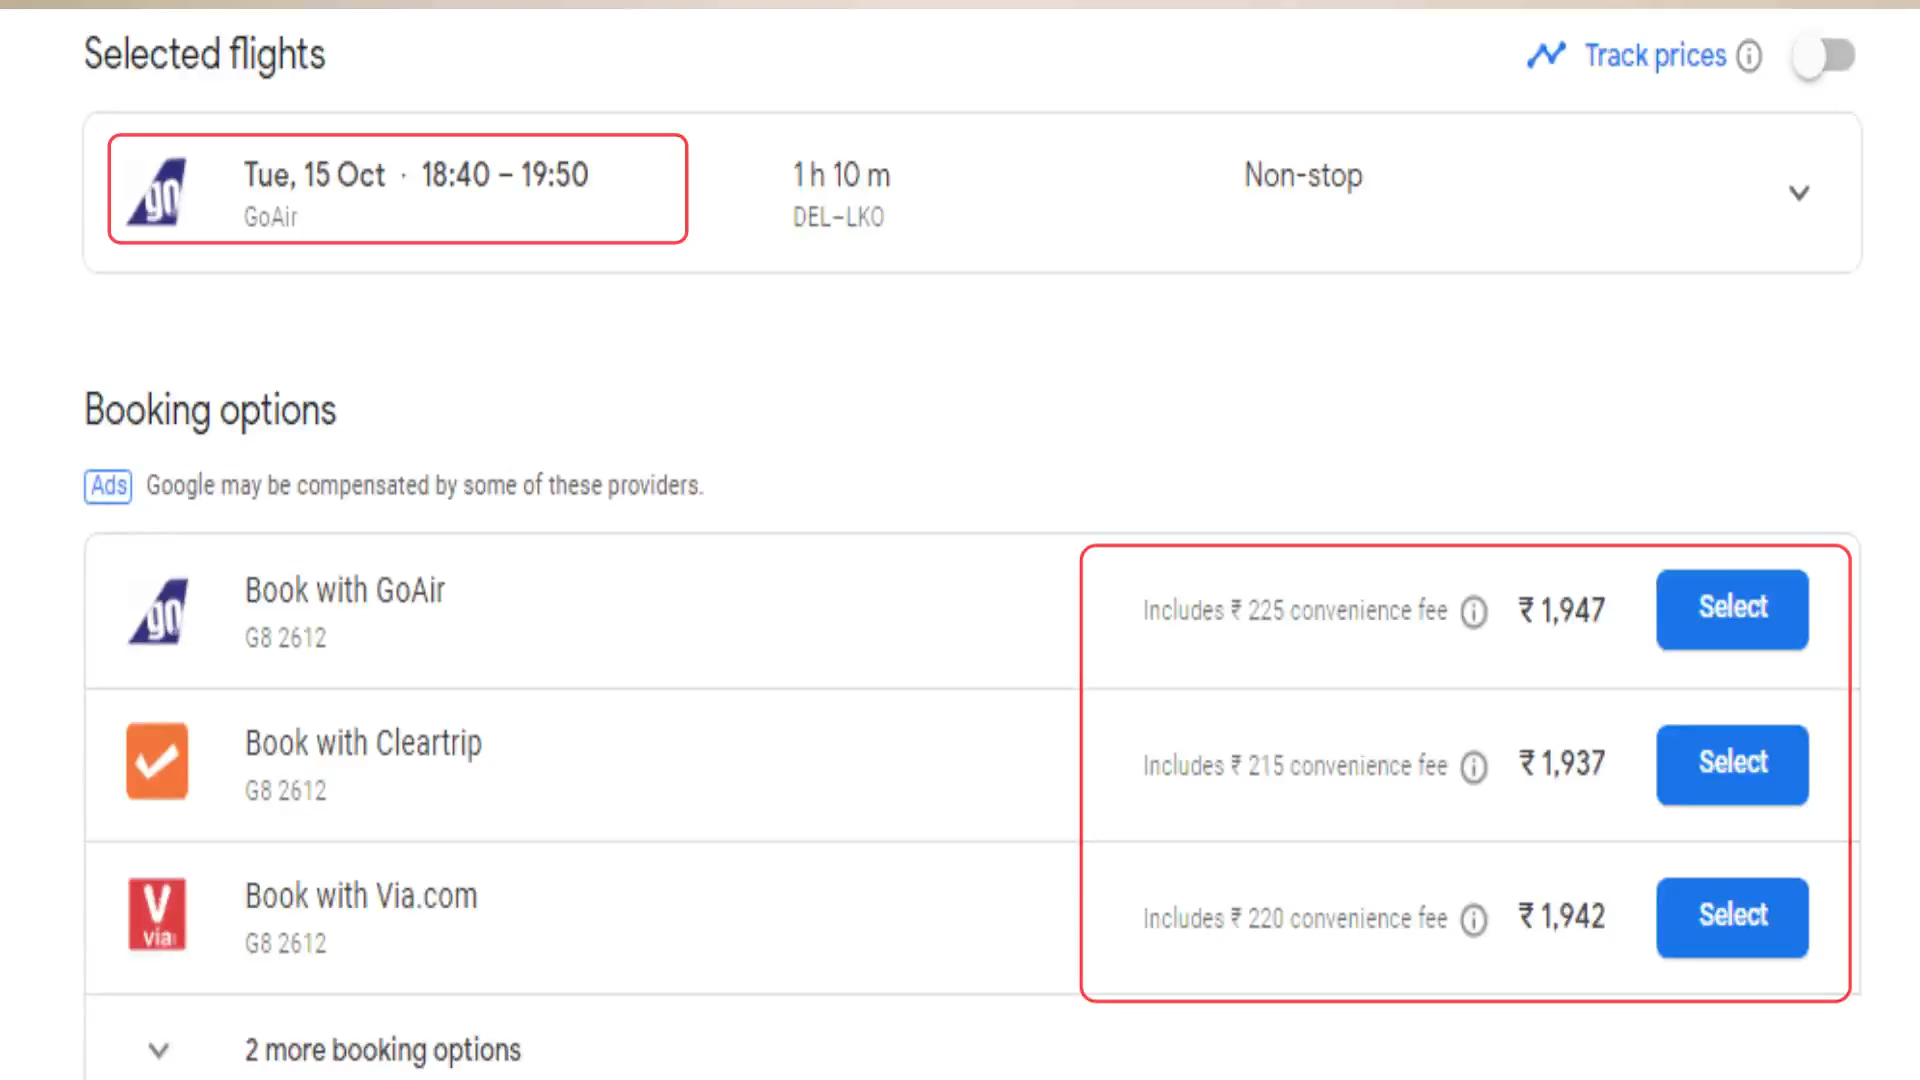 Selected flights
Track prices
go
Tue, 15 Oct · 18:40 – 19:50
1 h 10 m
Non-stop
GoAir
DEL–LKO
Booking options
Ads Google may be compensated by some of these providers.
go
Book with GoAir
G8 2612
Includes ₹ 225 convenience fee
₹ 1,947
Select
Book with Cleartrip
G8 2612
Includes ₹ 215 convenience fee
₹ 1,937
Select
V
via
Book with Via.com
G8 2612
Includes ₹ 220 convenience fee
₹ 1,942
Select
2 more booking options